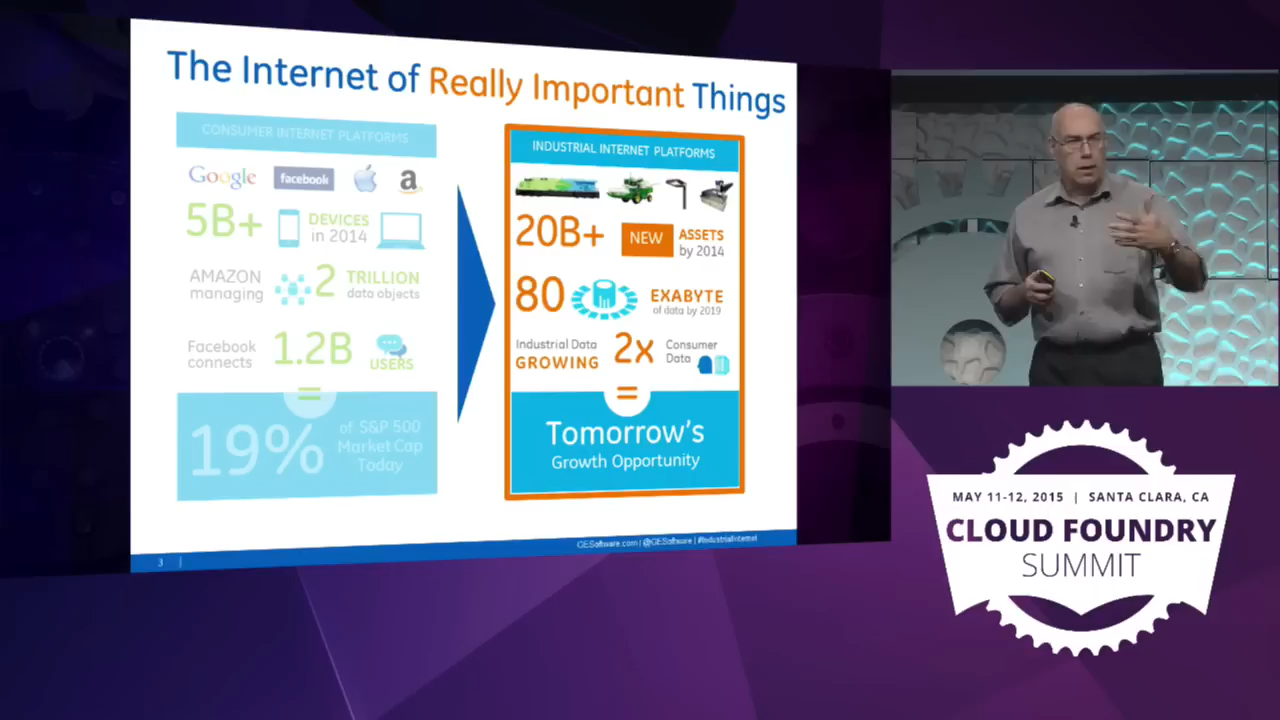 The Internet of Really Important Things
CONSUMER INTERNET PLATFORMS
Google
facebook
a
5B+
DEVICES
in 2014
AMAZON
managing
2
TRILLION
data objects
Facebook
connects
1.2B
USERS
=
19%
of S&P 500
Market Cap
Today
INDUSTRIAL INTERNET PLATFORMS
20B+
NEW
ASSETS
by 2014
80
EXABYTE
of data by 2019
Industrial Data
GROWING
2x
Consumer
Data
=
Tomorrow's
Growth Opportunity
3 |
GESoftware.com | @GESoftware | #IndustrialInternet
MAY 11-12, 2015 | SANTA CLARA, CA
CLOUD FOUNDRY
SUMMIT